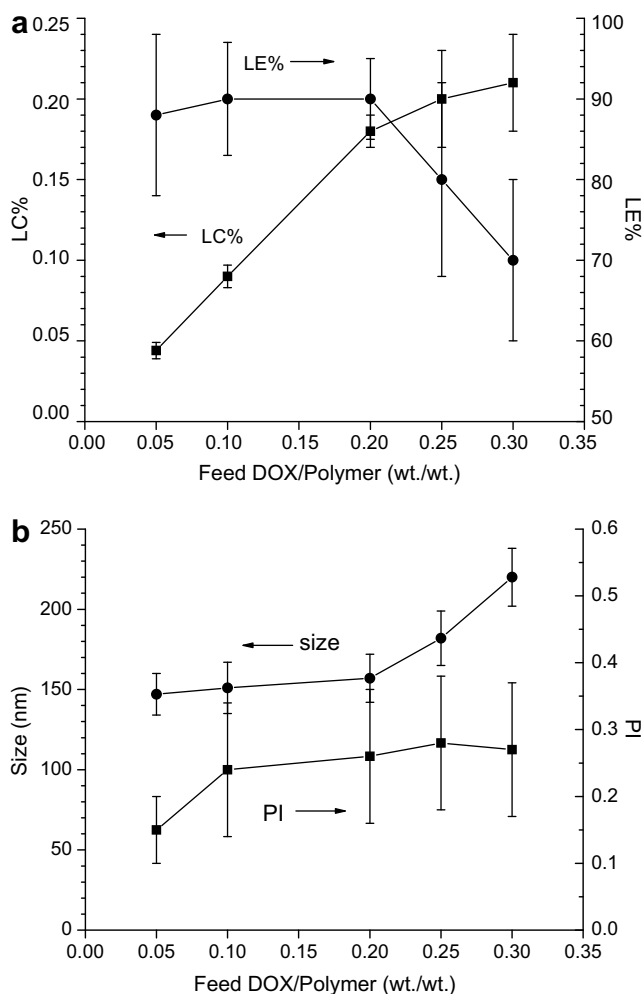 a
LE%
LC%
LC%
LE%
0.25
0.20
0.15
0.10
0.05
0.00
100
90
80
70
60
50
0.00 0.05 0.10 0.15 0.20 0.25 0.30 0.35
Feed DOX/Polymer (wt./wt.)
b
size
PI
Size (nm)
PI
250
200
150
100
50
0
0.6
0.5
0.4
0.3
0.2
0.1
0.0
0.00 0.05 0.10 0.15 0.20 0.25 0.30 0.35
Feed DOX/Polymer (wt./wt.)